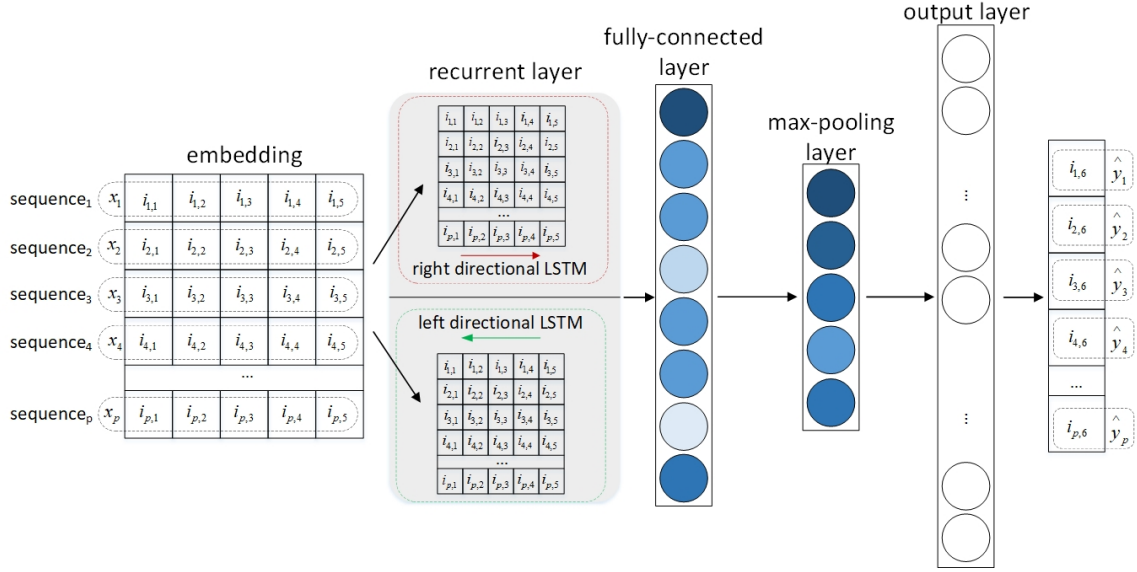 output layer
fully-connected
layer
recurrent layer
max-pooling
layer
embedding
sequence₁ x₁ i₁,₁ i₁,₂ i₁,₃ i₁,₄ i₁,₅
sequence₂ x₂ i₂,₁ i₂,₂ i₂,₃ i₂,₄ i₂,₅
sequence₃ x₃ i₃,₁ i₃,₂ i₃,₃ i₃,₄ i₃,₅
sequence₄ x₄ i₄,₁ i₄,₂ i₄,₃ i₄,₄ i₄,₅
...
sequenceₚ xₚ iₚ,₁ iₚ,₂ iₚ,₃ iₚ,₄ iₚ,₅
i₁,₁ i₁,₂ i₁,₃ i₁,₄ i₁,₅
i₂,₁ i₂,₂ i₂,₃ i₂,₄ i₂,₅
i₃,₁ i₃,₂ i₃,₃ i₃,₄ i₃,₅
i₄,₁ i₄,₂ i₄,₃ i₄,₄ i₄,₅
...
iₚ,₁ iₚ,₂ iₚ,₃ iₚ,₄ iₚ,₅
right directional LSTM
left directional LSTM
i₁,₁ i₁,₂ i₁,₃ i₁,₄ i₁,₅
i₂,₁ i₂,₂ i₂,₃ i₂,₄ i₂,₅
i₃,₁ i₃,₂ i₃,₃ i₃,₄ i₃,₅
i₄,₁ i₄,₂ i₄,₃ i₄,₄ i₄,₅
...
iₚ,₁ iₚ,₂ iₚ,₃ iₚ,₄ iₚ,₅
...
...
i₁,₆ ŷ₁
i₂,₆ ŷ₂
i₃,₆ ŷ₃
i₄,₆ ŷ₄
...
iₚ,₆ ŷₚ